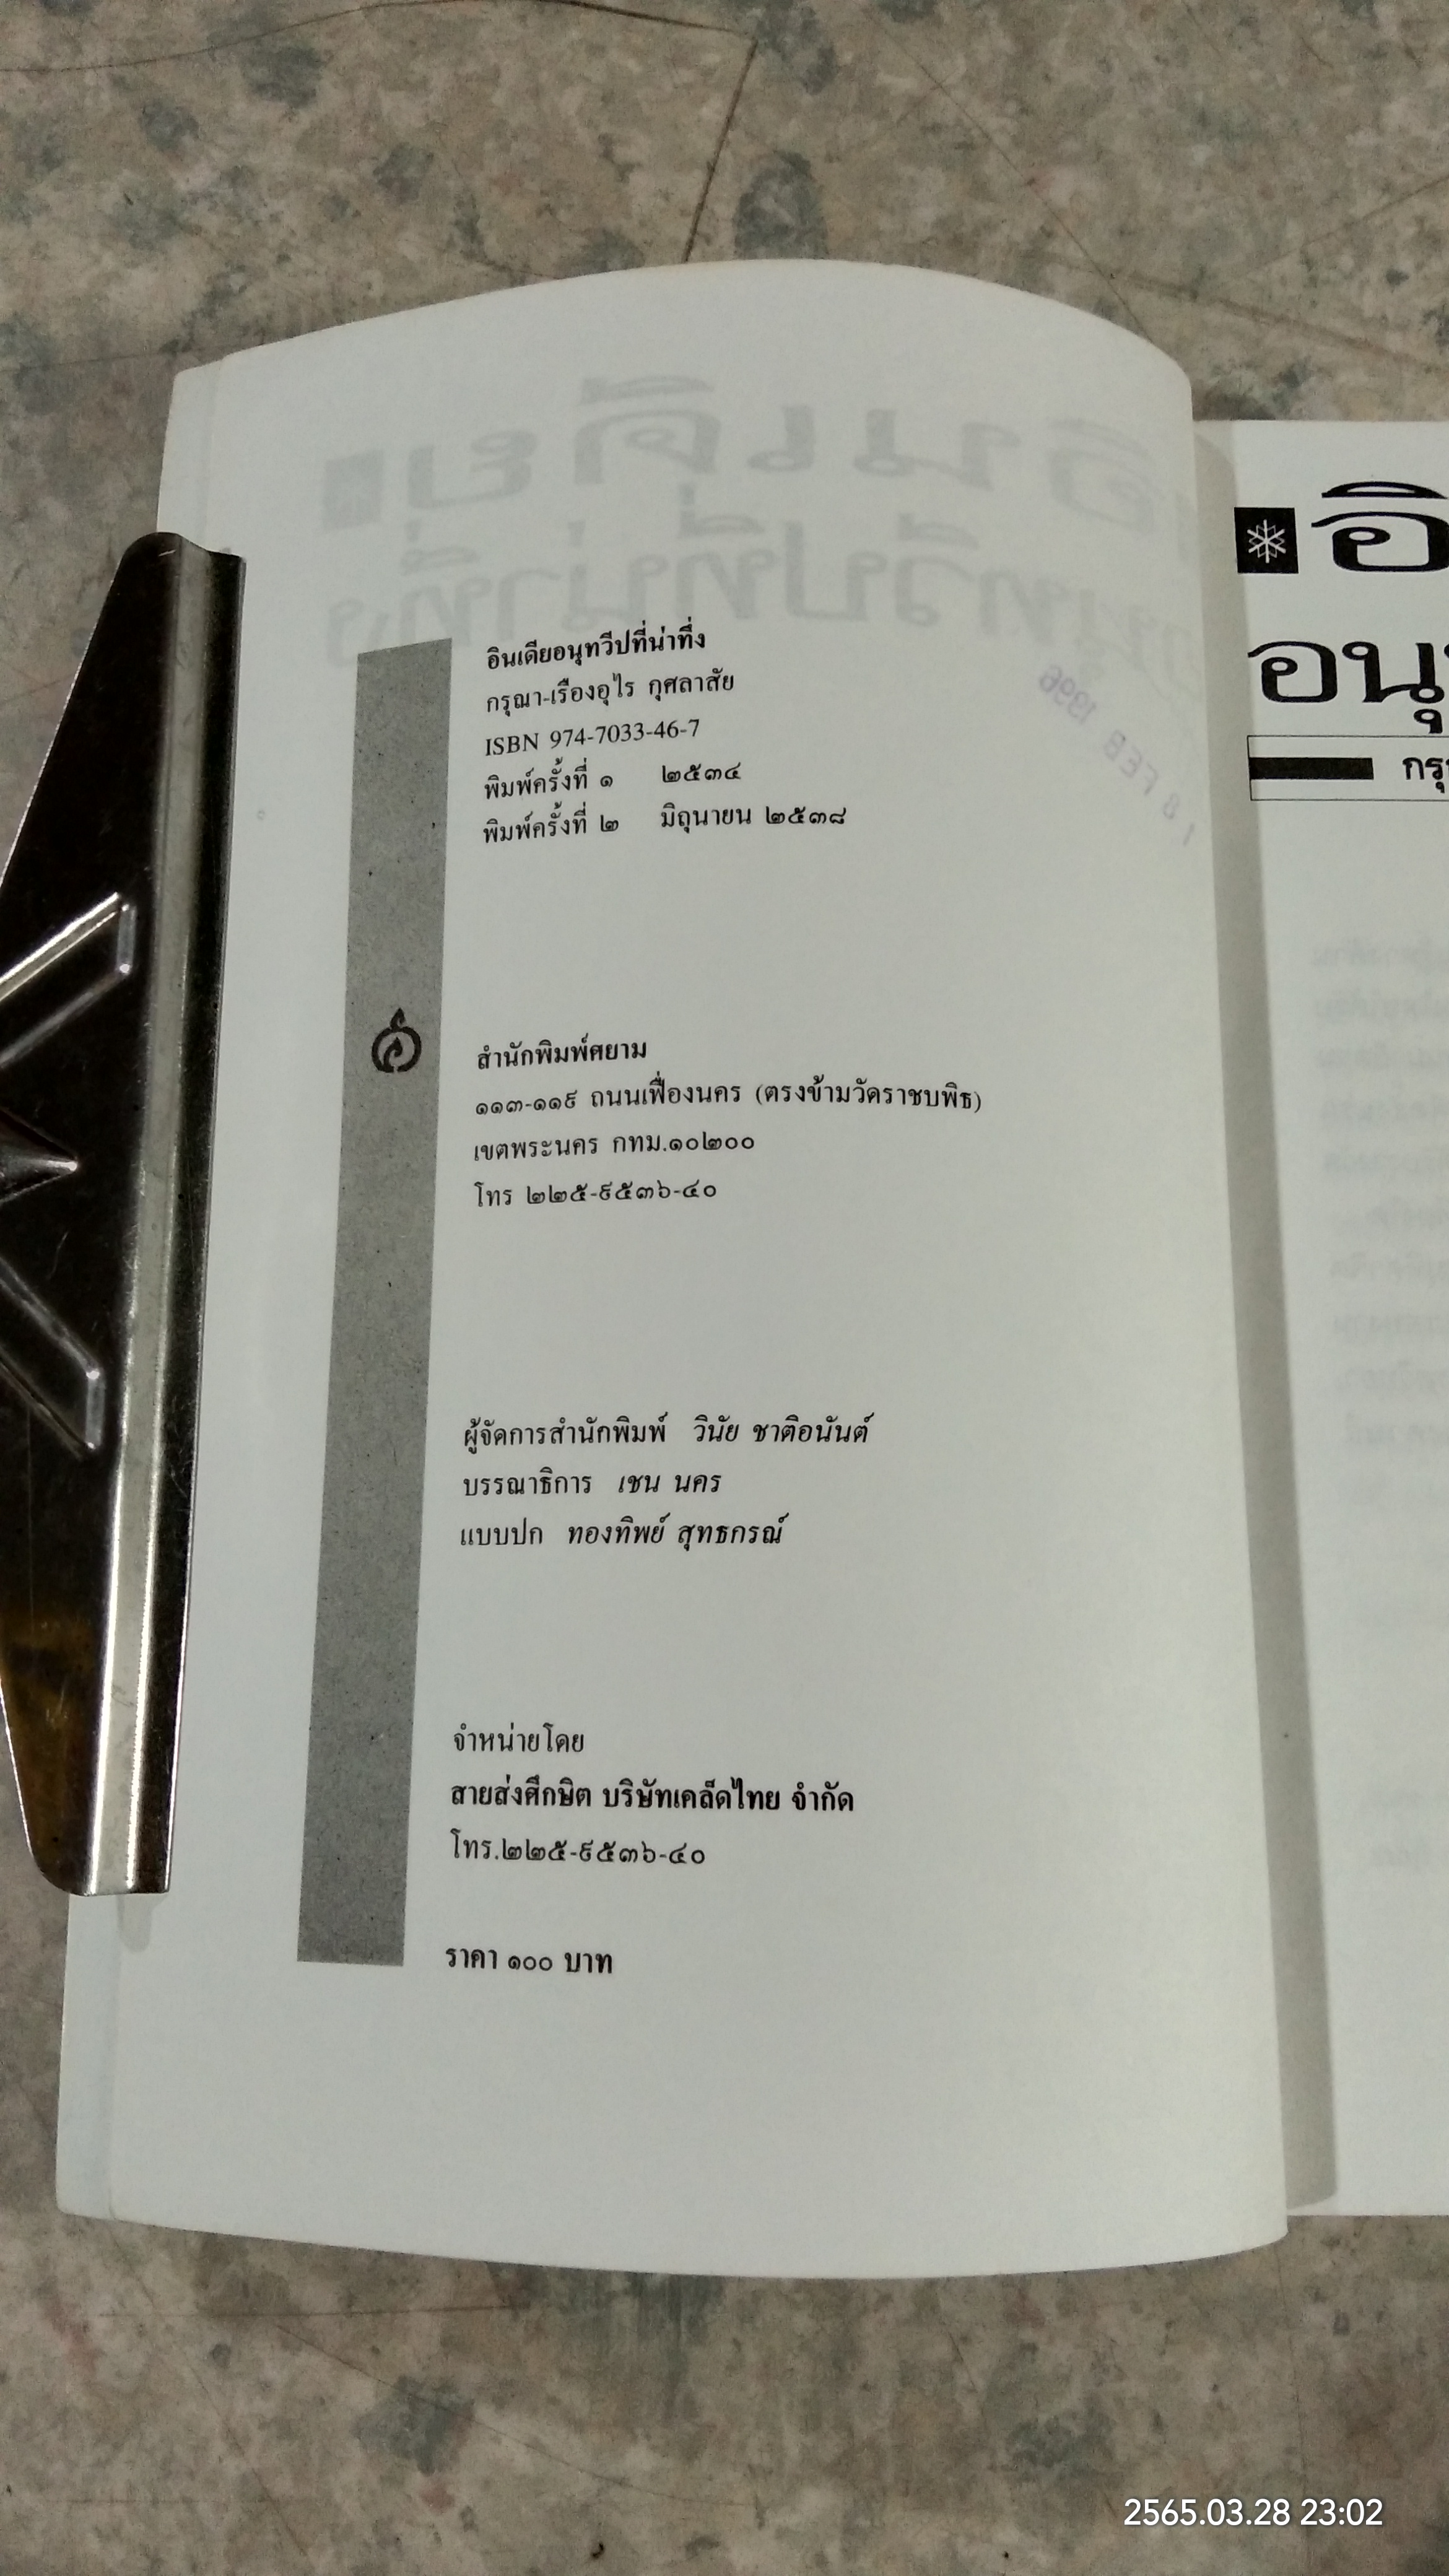 อินเดียอนุทวีปที่น่าทึ่ง
กรุณา-เรืองอุไร กุศลาสัย
ISBN 974-7033-46-7
พิมพ์ครั้งที่ ๑ ๒๕๓๔
พิมพ์ครั้งที่ ๒ มิถุนายน ๒๕๓๘
สำนักพิมพ์ศยาม
๑๑๓-๑๑๙ ถนนเฟื่องนคร (ตรงข้ามวัดราชบพิธ)
เขตพระนคร กทม.๑๐๒๐๐
โทร ๒๒๕-๙๕๓๖-๔๐
ผู้จัดการสำนักพิมพ์ วินัย ชาติอนันต์
บรรณาธิการ เชน นคร
แบบปก ทองทิพย์ สุทธกรณ์
จำหน่ายโดย
สายส่งศึกษิต บริษัทเคล็ดไทย จำกัด
โทร.๒๒๕-๙๕๓๖-๔๐
ราคา ๑๐๐ บาท
18 FEB 1996
อิ
อนุ
กรุ
2565.03.28 23:02